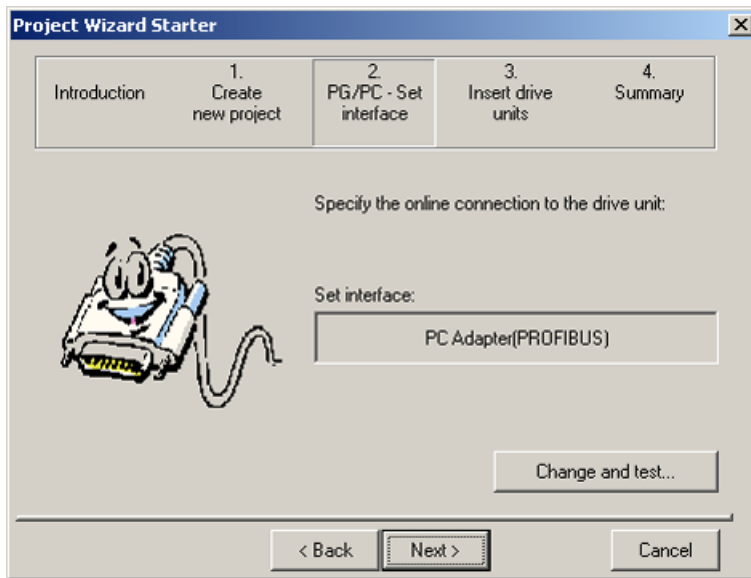 Project Wizard Starter
Introduction
1.
Create
new project
2.
PG/PC - Set
interface
3.
Insert drive
units
4.
Summary
Specify the online connection to the drive unit:
Set interface:
PC Adapter(PROFIBUS)
Change and test...
< Back
Next >
Cancel